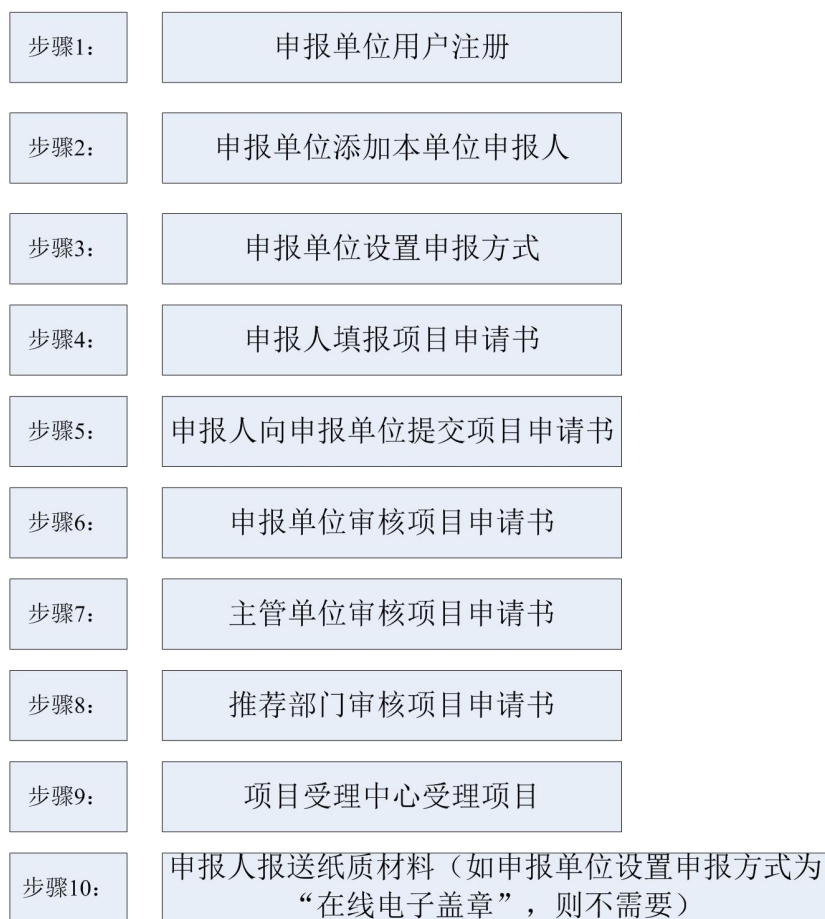 步骤1： 申报单位用户注册
步骤2： 申报单位添加本单位申报人
步骤3： 申报单位设置申报方式
步骤4： 申报人填报项目申请书
步骤5： 申报人向申报单位提交项目申请书
步骤6： 申报单位审核项目申请书
步骤7： 主管单位审核项目申请书
步骤8： 推荐部门审核项目申请书
步骤9： 项目受理中心受理项目
步骤10： 申报人报送纸质材料（如申报单位设置申报方式为
“在线电子盖章”，则不需要）